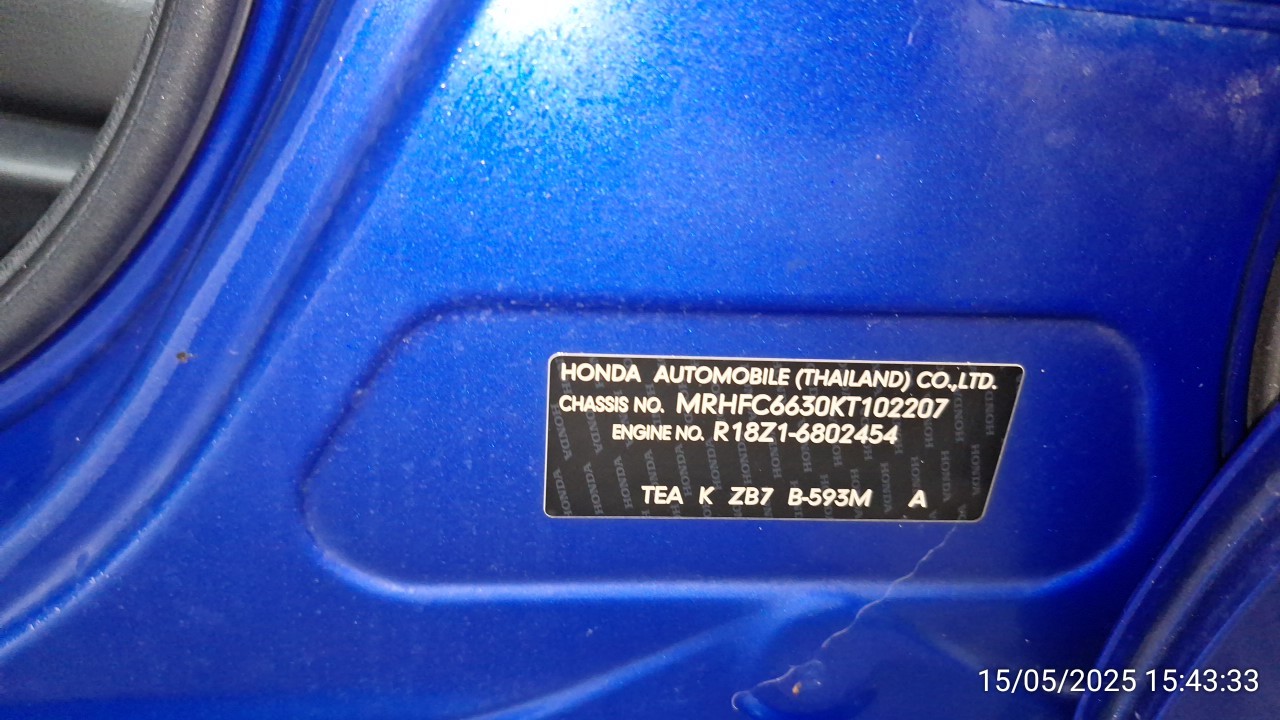 HONDA AUTOMOBILE (THAILAND) CO.,LTD.
CHASSIS NO. MRHFC6630KT102207
ENGINE NO. R18Z1-6802454
TEA K ZB7 B-593M A
15/05/2025 15:43:33